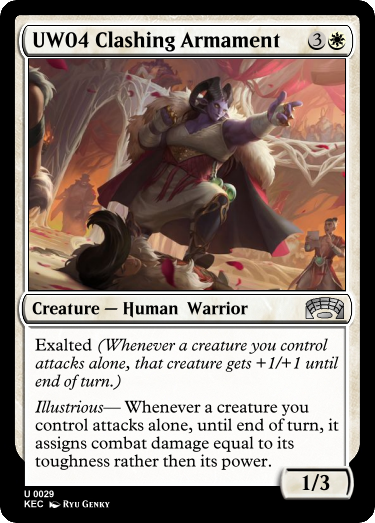 UW04 Clashing Armament 3
Creature — Human  Warrior
Exalted (Whenever a creature you control
attacks alone, that creature gets +1/+1 until
end of turn.)
Illustrious— Whenever a creature you
control attacks alone, until end of turn, it
assigns combat damage equal to its
toughness rather then its power.
1/3
U 0029
KEC Ryu Genky